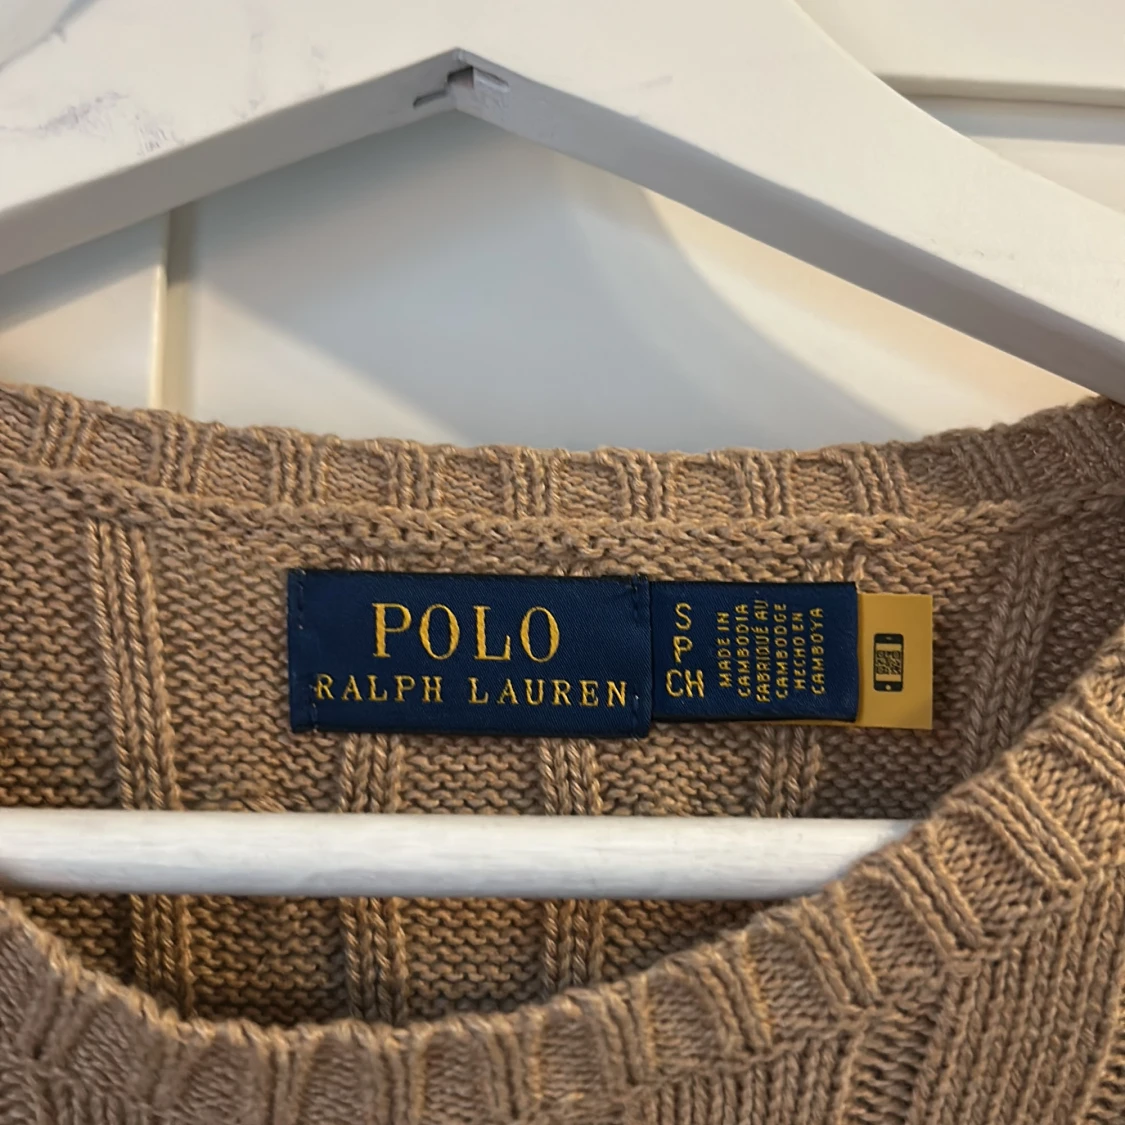 POLO
RALPH LAUREN
S
P
CH
MADE IN
CAMBODIA
FABRIQUÉ AU
CAMBODGE
HECHO EN
CAMBOYA